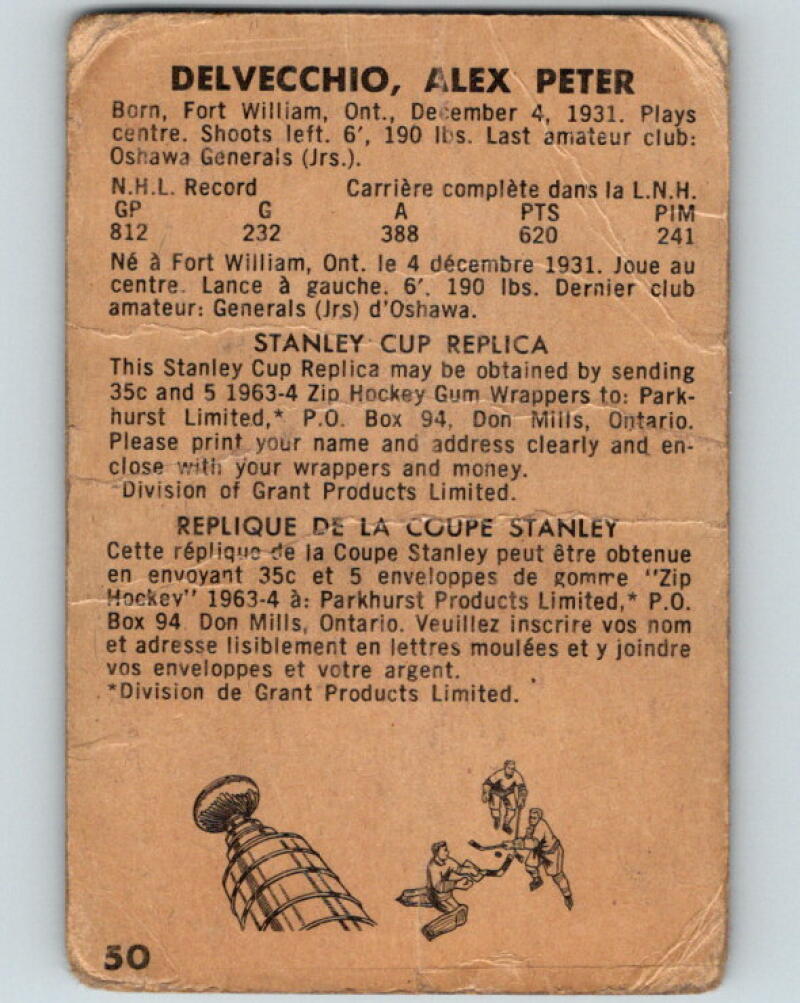 DELVECCHIO, ALEX PETER
Born, Fort William, Ont., December 4, 1931. Plays
centre. Shoots left. 6', 190 lbs. Last amateur club:
Oshawa Generals (Jrs.).
N.H.L. Record Carrière complète dans la L.N.H.
GP G A PTS PIM
812 232 388 620 241
Né à Fort William, Ont. le 4 décembre 1931. Joue au
centre. Lance à gauche. 6', 190 lbs. Dernier club
amateur: Generals (Jrs) d'Oshawa.
STANLEY CUP REPLICA
This Stanley Cup Replica may be obtained by sending
35c and 5 1963-4 Zip Hockey Gum Wrappers to: Park-
hurst Limited,* P.O. Box 94, Don Mills, Ontario.
Please print your name and address clearly and en-
close with your wrappers and money.
*Division of Grant Products Limited.
REPLIQUE DE LA COUPE STANLEY
Cette réplique de la Coupe Stanley peut être obtenue
en envoyant 35c et 5 enveloppes de gomme "Zip
Hockey" 1963-4 à: Parkhurst Products Limited,* P.O.
Box 94 Don Mills, Ontario. Veuillez inscrire vos nom
et adresse lisiblement en lettres moulées et y joindre
vos enveloppes et votre argent.
*Division de Grant Products Limited.
50